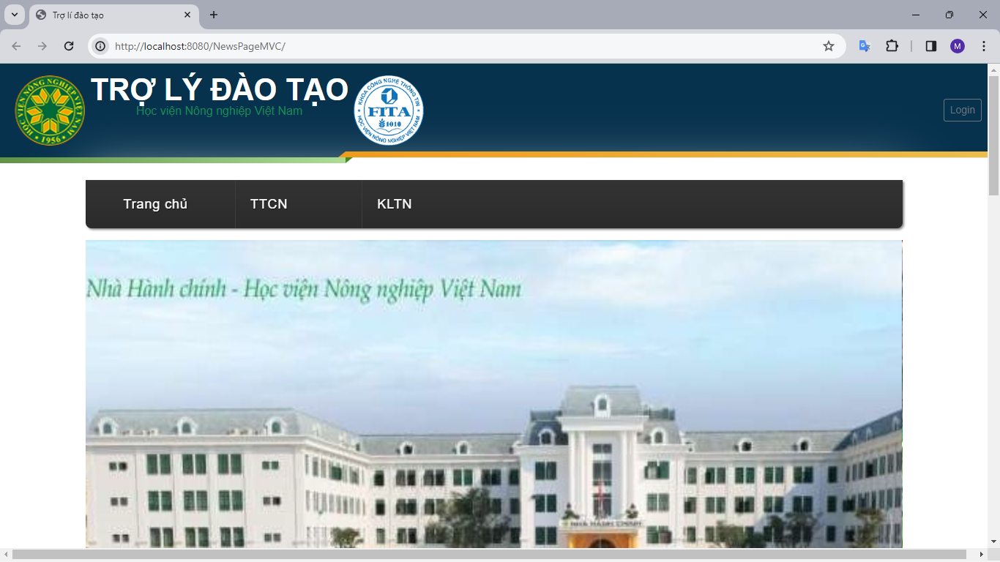 Trợ lí đào tạo
http://localhost:8080/NewsPageMVC/
M
HỌC VIỆN NÔNG NGHIỆP VIỆT NAM
1956
TRỢ LÝ ĐÀO TẠO
Học viện Nông nghiệp Việt Nam
KHOA CÔNG NGHỆ THÔNG TIN
FITA
1010
HỌC VIỆN NÔNG NGHIỆP VIỆT NAM
Login
Trang chủ
TTCN
KLTN
Nhà Hành chính - Học viện Nông nghiệp Việt Nam
NHÀ HÀNH CHÍNH